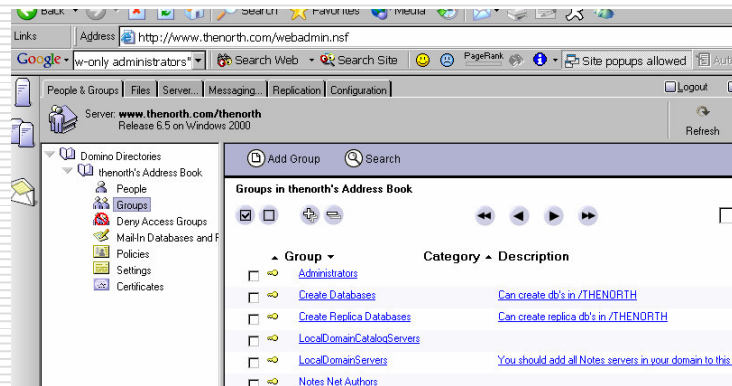 Back Search Favorites Media
Links Address http://www.thenorth.com/webadmin.nsf
Google w-only administrators" Search Web Search Site PageRank Site popups allowed Aut
People & Groups Files Server... Messaging... Replication Configuration Logout
Server: www.thenorth.com/thenorth
Release 6.5 on Windows 2000
Refresh
Domino Directories
thenorth's Address Book
People
Groups
Deny Access Groups
Mail-In Databases and F
Policies
Settings
Certificates
Add Group Search
Groups in thenorth's Address Book
Group Category Description
Administrators
Create Databases Can create db's in /THENORTH
Create Replica Databases Can create replica db's in /THENORTH
LocalDomainCatalogServers
LocalDomainServers You should add all Notes servers in your domain to this
Notes Net Authors